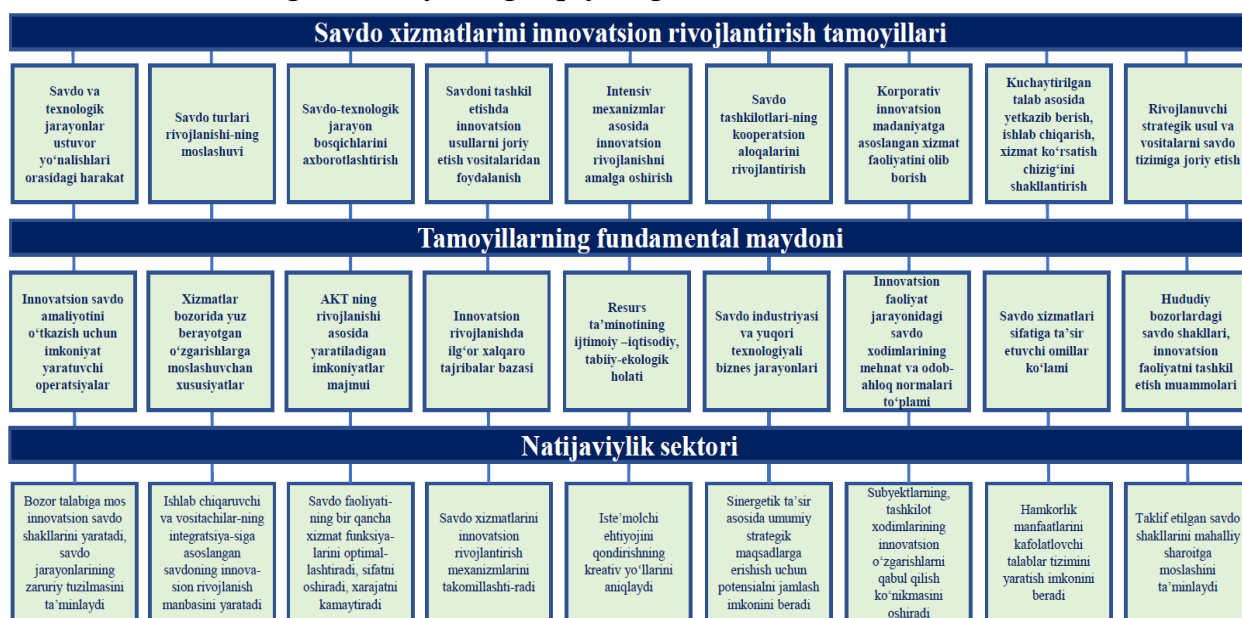 Savdo xizmatlarini innovatsion rivojlantirish tamoyillari
Savdo va
texnologik
jarayonlar
ustuvor
yo‘nalishlari
orasidagi harakat
Savdo turlari
rivojlanishi-ning
moslashuvi
Savdo-texnologik
jarayon
bosqichlarini
axborotlashtirish
Savdoni tashkil
etishda
innovatsion
usullarni joriy
etish vositalaridan
foydalanish
Intensiv
mexanizmlar
asosida
innovatsion
rivojlanishni
amalga oshirish
Savdo
tashkilotlari-ning
kooperatsion
aloqalarini
rivojlantirish
Korporativ
innovatsion
madaniyatga
asoslangan xizmat
faoliyatini olib
borish
Kuchaytirilgan
talab asosida
yetkazib berish,
ishlab chiqarish,
xizmat ko‘rsatish
chizig‘ini
shakllantirish
Rivojlanuvchi
strategik usul va
vositalarni savdo
tizimiga joriy etish
Tamoyillarning fundamental maydoni
Innovatsion savdo
amaliyotini
o‘tkazish uchun
imkoniyat
yaratuvchi
operatsiyalar
Xizmatlar
bozorida yuz
berayotgan
o‘zgarishlarga
moslashuvchan
xususiyatlar
AKT ning
rivojlanishi
asosida
yaratiladigan
imkoniyatlar
majmui
Innovatsion
rivojlanishda
ilg‘or xalqaro
tajribalar bazasi
Resurs
ta’minotining
ijtimoiy –iqtisodiy,
tabiiy-ekologik
holati
Savdo industriyasi
va yuqori
texnologiyali
biznes jarayonlari
Innovatsion
faoliyat
jarayonidagi
savdo
xodimlarining
mehnat va odob-
ahloq normalari
to‘plami
Savdo xizmatlari
sifatiga ta’sir
etuvchi omillar
ko‘lami
Hududiy
bozorlardagi
savdo shakllari,
innovatsion
faoliyatni tashkil
etish muammolari
Natijaviylik sektori
Bozor talabiga mos
innovatsion savdo
shakllarini yaratadi,
savdo
jarayonlarining
zaruriy tuzilmasini
ta’minlaydi
Ishlab chiqaruvchi
va vositachilar-ning
integratsiya-siga
asoslangan
savdoning innova-
sion rivojlanish
manbasini yaratadi
Savdo faoliyati-
ning bir qancha
xizmat funksiya-
larini optimal-
lashtiradi, sifatni
oshiradi, xarajatni
kamaytiradi
Savdo xizmatlarini
innovatsion
rivojlantirish
mexanizmlarini
takomillashti-radi
Iste’molchi
ehtiyojini
qondirishning
kreativ yo‘llarini
aniqlaydi
Sinergetik ta’sir
asosida umumiy
strategik
maqsadlarga
erishish uchun
potensialni jamlash
imkonini beradi
Subyektlarning,
tashkilot
xodimlarining
innovatsion
o‘zgarishlarni
qabul qilish
ko‘nikmasini
oshiradi
Hamkorlik
manfaatlarini
kafolatlovchi
talablar tizimini
yaratish imkonini
beradi
Taklif etilgan savdo
shakllarini mahalliy
sharoitga
moslashini
ta’minlaydi